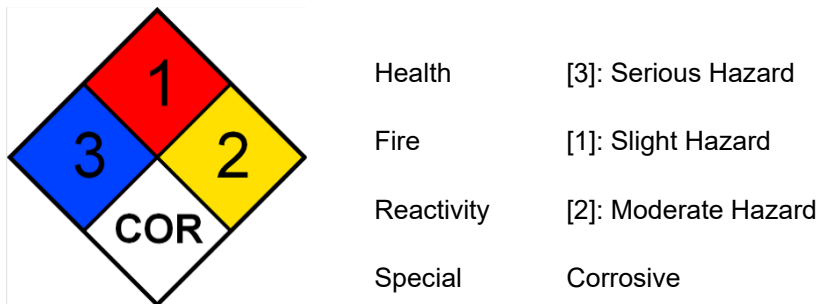 1
3
2
COR
Health [3]: Serious Hazard
Fire [1]: Slight Hazard
Reactivity [2]: Moderate Hazard
Special Corrosive